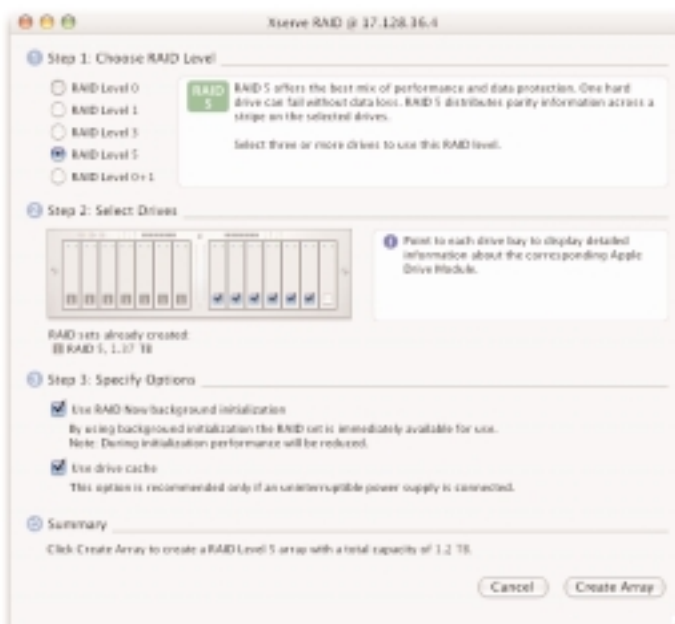 Xserve RAID @ 17.128.36.4
1 Step 1: Choose RAID Level
RAID Level 0
RAID Level 1
RAID Level 3
RAID Level 5
RAID Level 0+1
RAID
5
RAID 5 offers the best mix of performance and data protection. One hard
drive can fail without data loss. RAID 5 distributes parity information across a
stripe on the selected drives.
Select three or more drives to use this RAID level.
2 Step 2: Select Drives
Point to each drive bay to display detailed
information about the corresponding Apple
Drive Module.
RAID sets already created:
RAID 5, 1.37 TB
3 Step 3: Specify Options
Use RAID Now background initialization
By using background initialization the RAID set is immediately available for use.
Note: During initialization performance will be reduced.
Use drive cache
This option is recommended only if an uninterruptible power supply is connected.
4 Summary
Click Create Array to create a RAID Level 5 array with a total capacity of 1.2 TB.
Cancel
Create Array